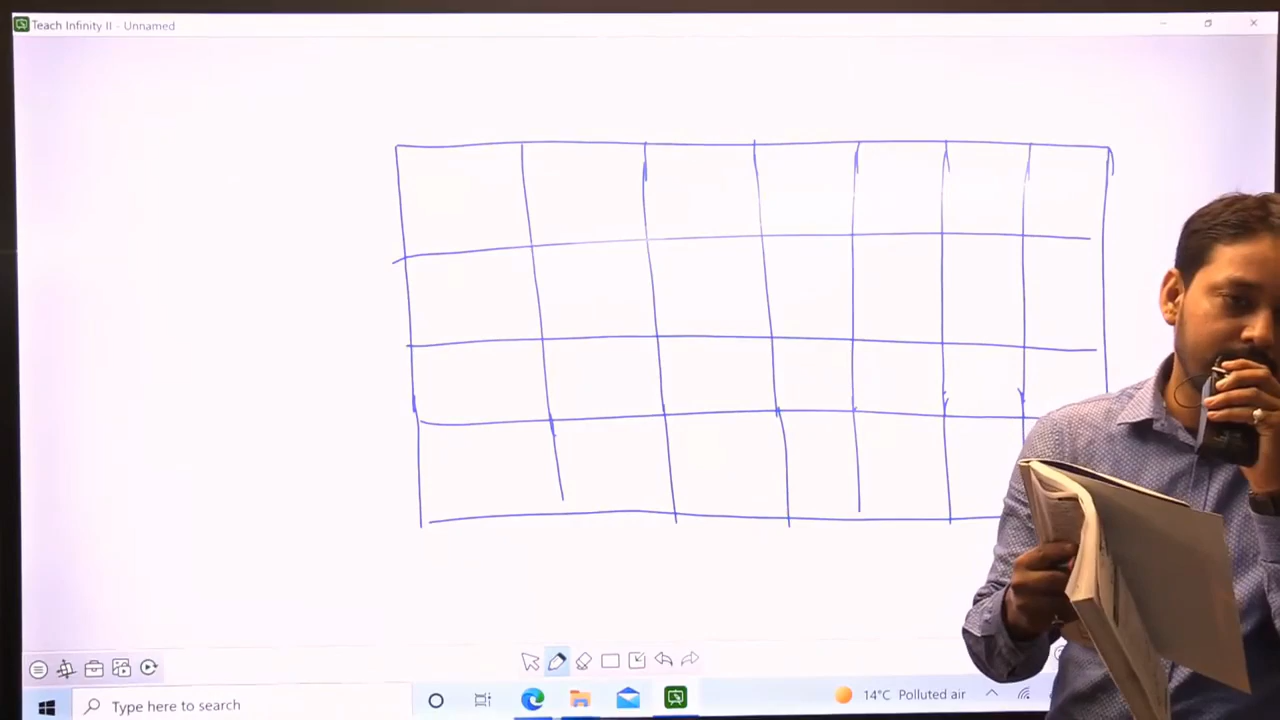 Teach Infinity II - Unnamed
Type here to search
14°C Polluted air